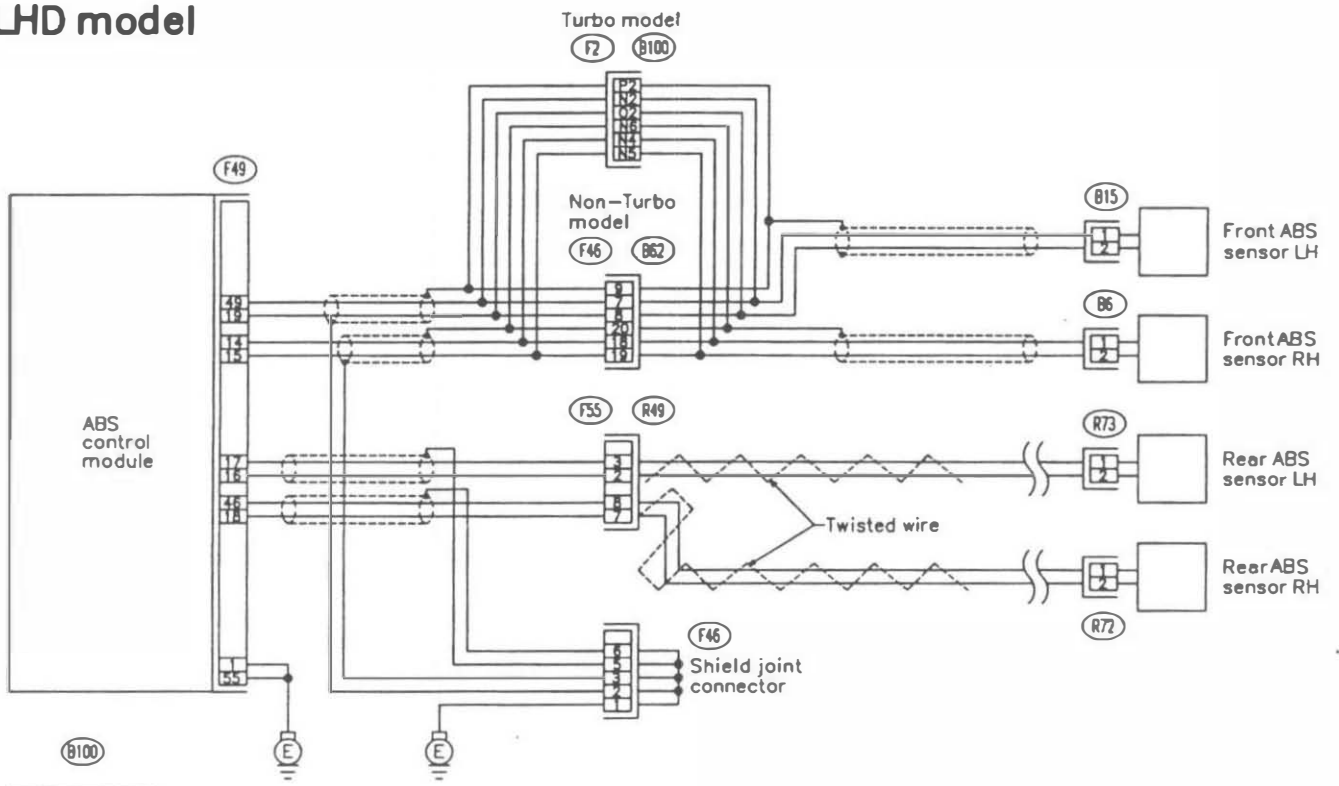 LHD model
Turbo model
F2 B100
P2
N2
O2
N6
N4
N5
F49
Non-Turbo
model
F46 B62
9
7
8
20
18
19
49
19
14
15
B15
1
2
Front ABS
sensor LH
B6
1
2
Front ABS
sensor RH
ABS
control
module
17
16
46
18
F55 R49
3
2
8
7
Twisted wire
R73
1
2
Rear ABS
sensor LH
1
2
Rear ABS
sensor RH
R72
1
55
6
5
3
2
1
F46
Shield joint
connector
B100
E
E